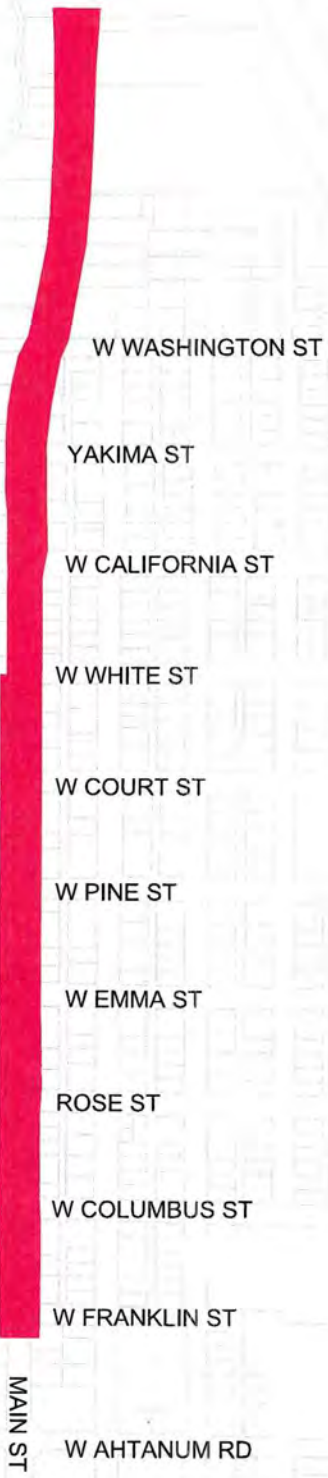 W WASHINGTON ST
YAKIMA ST
W CALIFORNIA ST
W WHITE ST
W COURT ST
W PINE ST
W EMMA ST
ROSE ST
W COLUMBUS ST
W FRANKLIN ST
MAIN ST
W AHTANUM RD